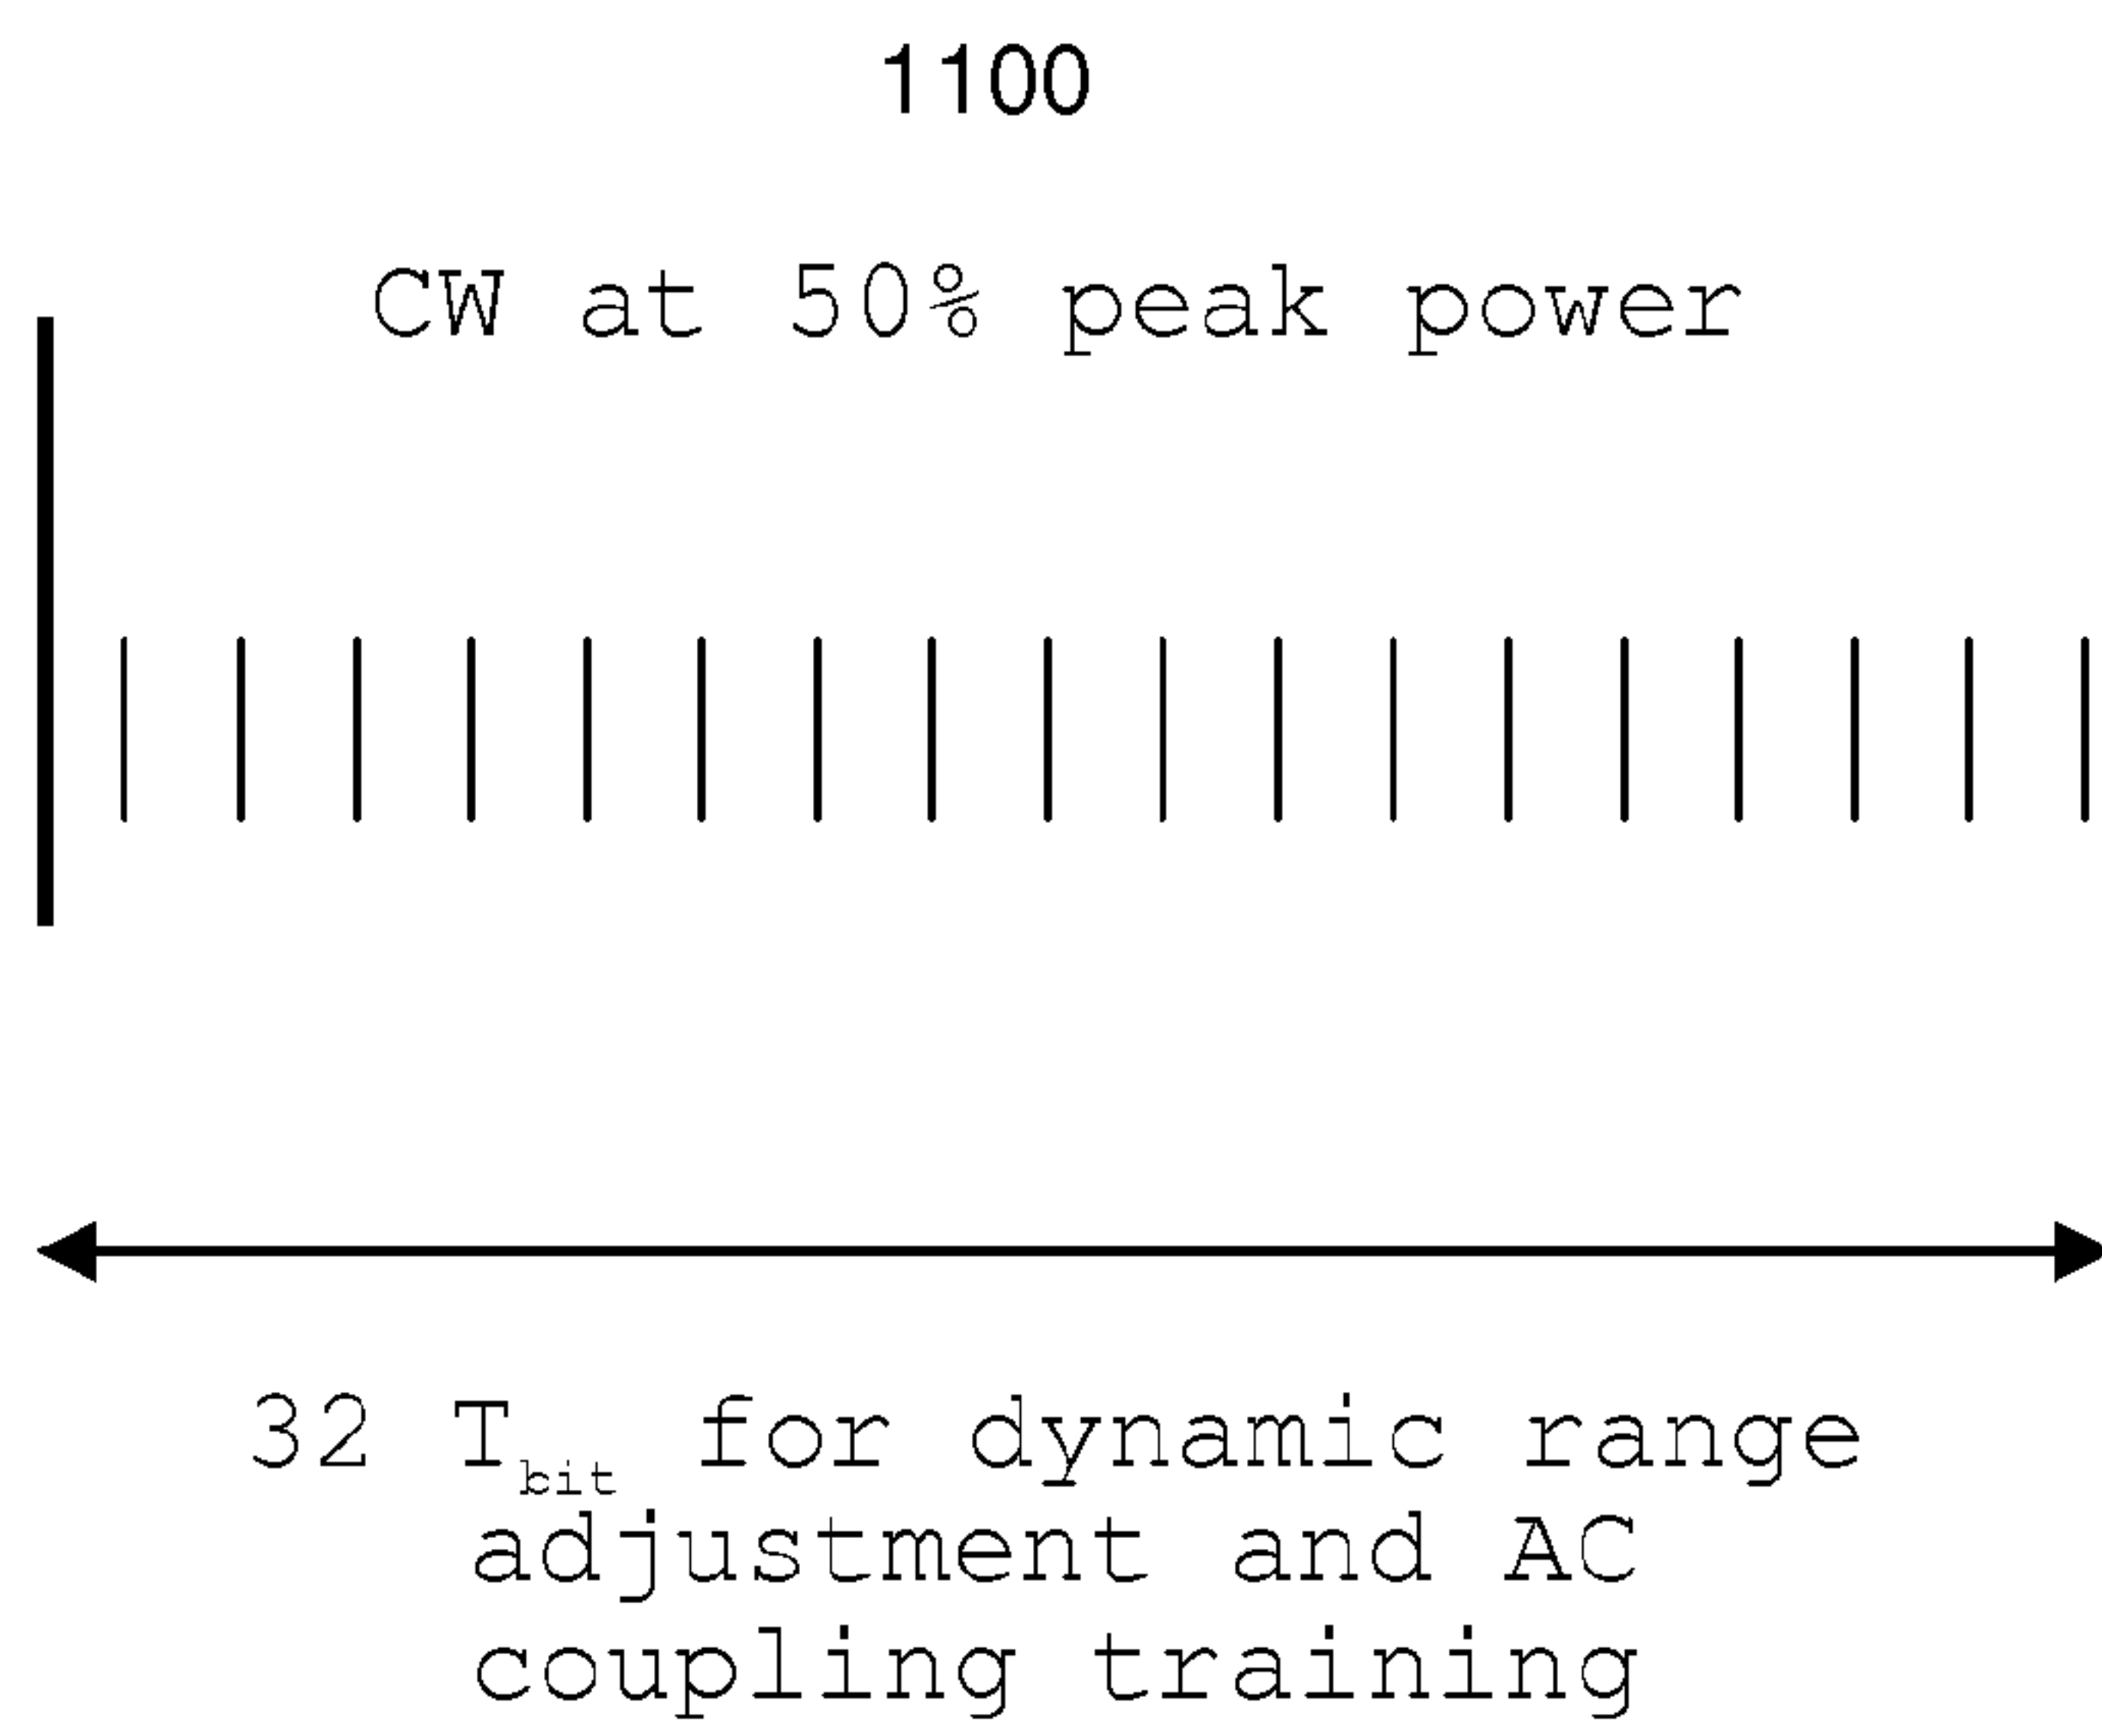 1100
CW at 50% peak power
32 Tbit for dynamic range
adjustment and AC
coupling training